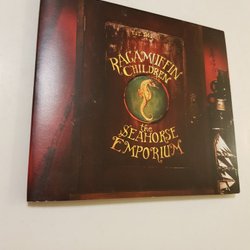 RAGAMUFFIN
CHILDREN
the
SEAHORSE
EMPORIUM